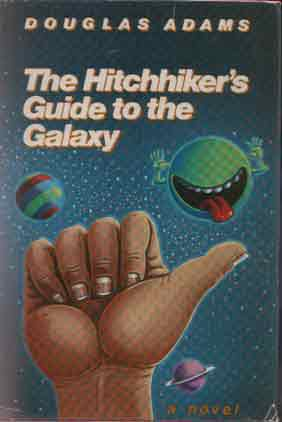 DOUGLAS ADAMS
The Hitchhiker's
Guide to the
Galaxy
a novel